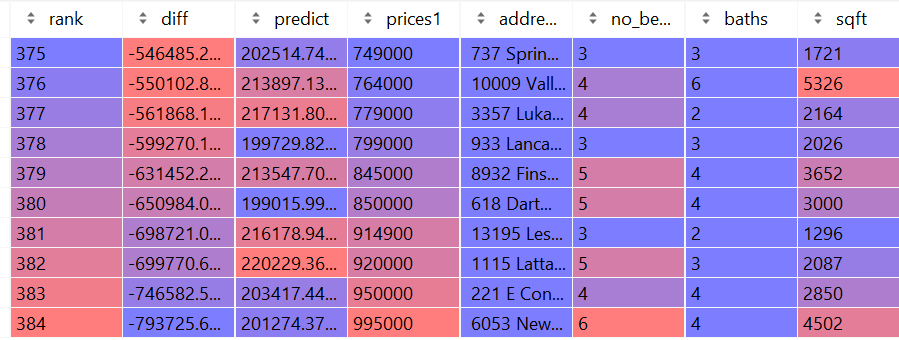 rank diff predict prices1 addre... no_be... baths sqft
375 -546485.2... 202514.74... 749000 737 Sprin... 3 3 1721
376 -550102.8... 213897.13... 764000 10009 Vall... 4 6 5326
377 -561868.1... 217131.80... 779000 3357 Luka... 4 2 2164
378 -599270.1... 199729.82... 799000 933 Lanca... 3 3 2026
379 -631452.2... 213547.70... 845000 8932 Fins... 5 4 3652
380 -650984.0... 199015.99... 850000 618 Dart... 5 4 3000
381 -698721.0... 216178.94... 914900 13195 Les... 3 2 1296
382 -699770.6... 220229.36... 920000 1115 Latta... 5 3 2087
383 -746582.5... 203417.44... 950000 221 E Con... 4 4 2850
384 -793725.6... 201274.37... 995000 6053 New... 6 4 4502